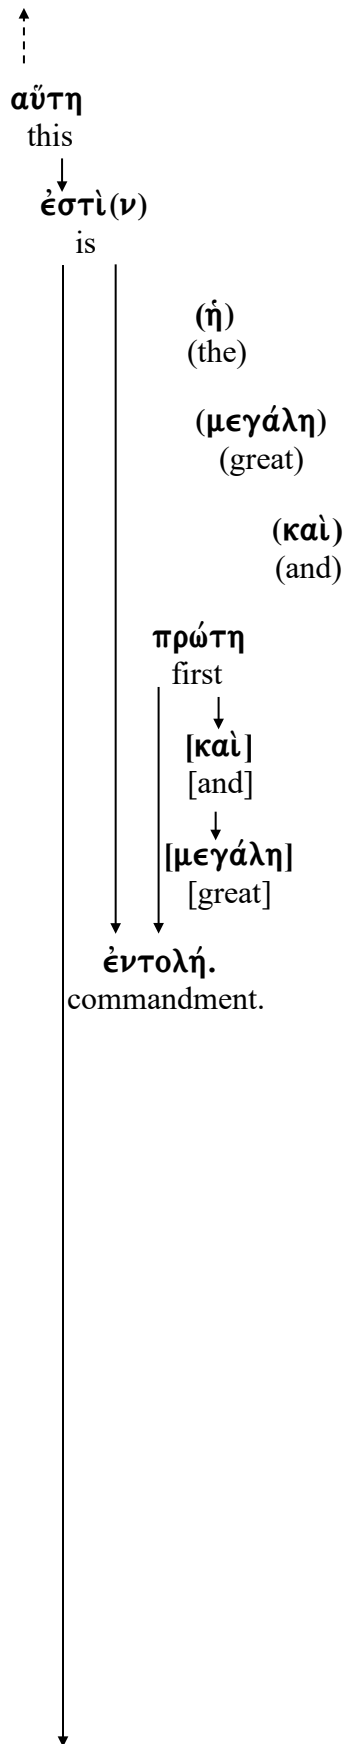 αὕτη
this
ἐστὶ(ν)
is
(ἡ)
(the)
(μεγάλη)
(great)
(καὶ)
(and)
πρώτη
first
[καὶ]
[and]
[μεγάλη]
[great]
ἐντολή.
commandment.